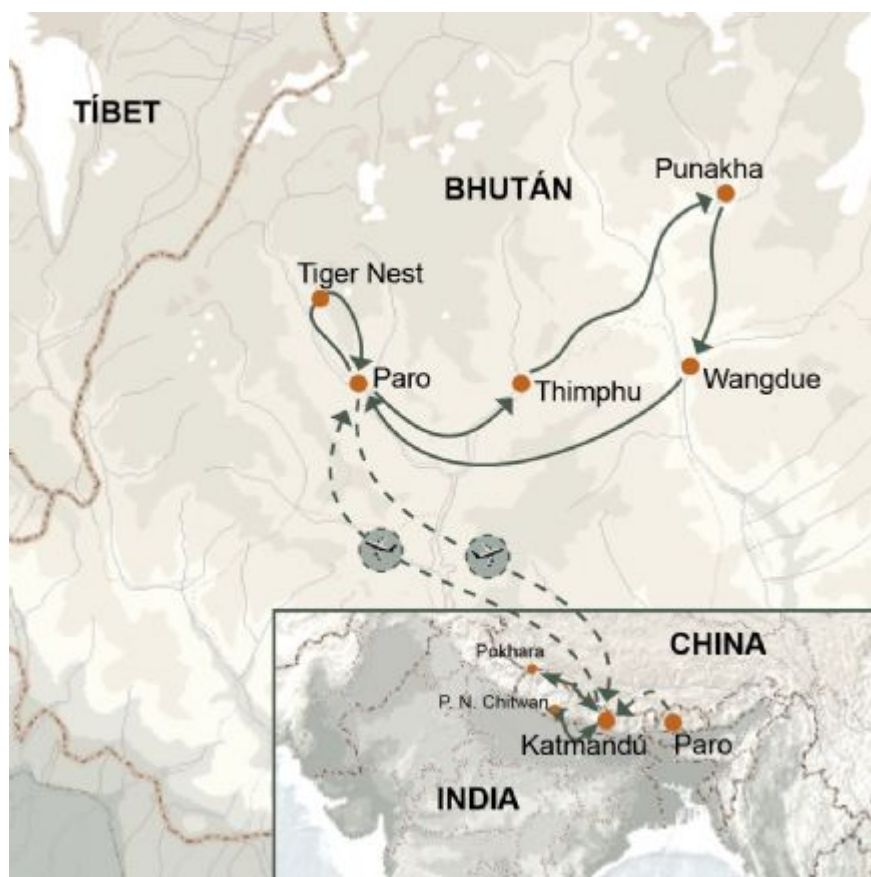 TÍBET
BHUTÁN
Punakha
Tiger Nest
Paro
Thimphu
Wangdue
CHINA
Pokhara
P. N. Chitwan
Katmandú
Paro
INDIA